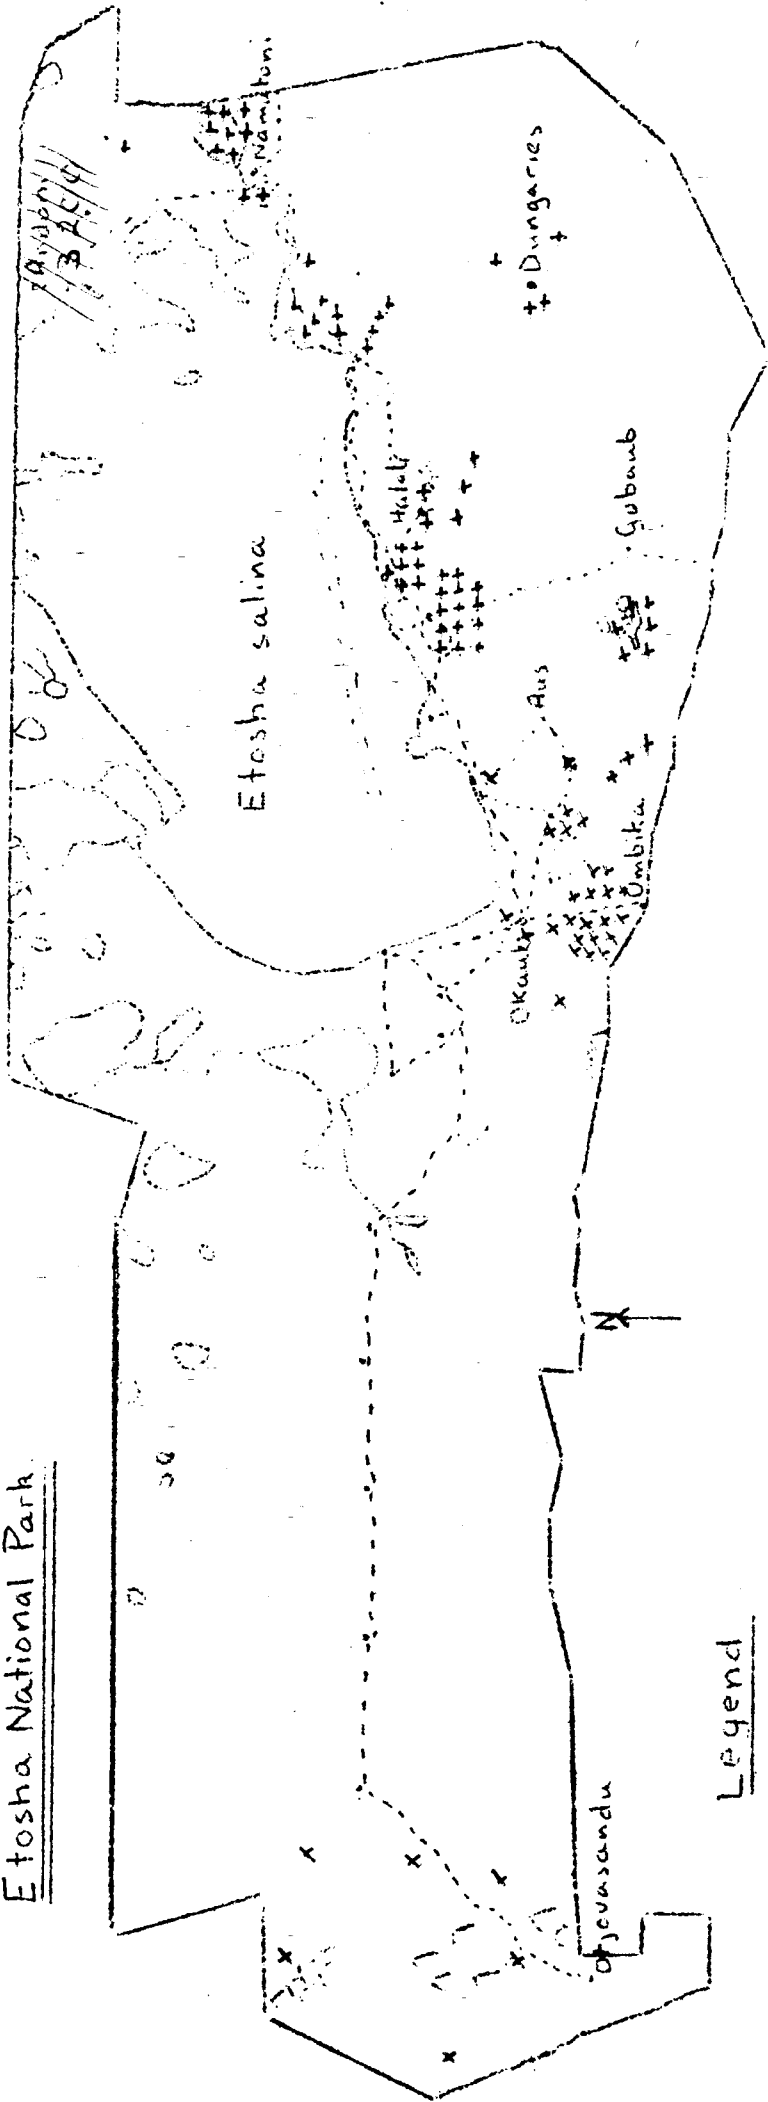 Etosha National Park
Etosha salina
Namutoni
Dungaries
Halali
Gobaub
Aus
Ombika
Okaukuejo
N
Otjovasandu
Legend